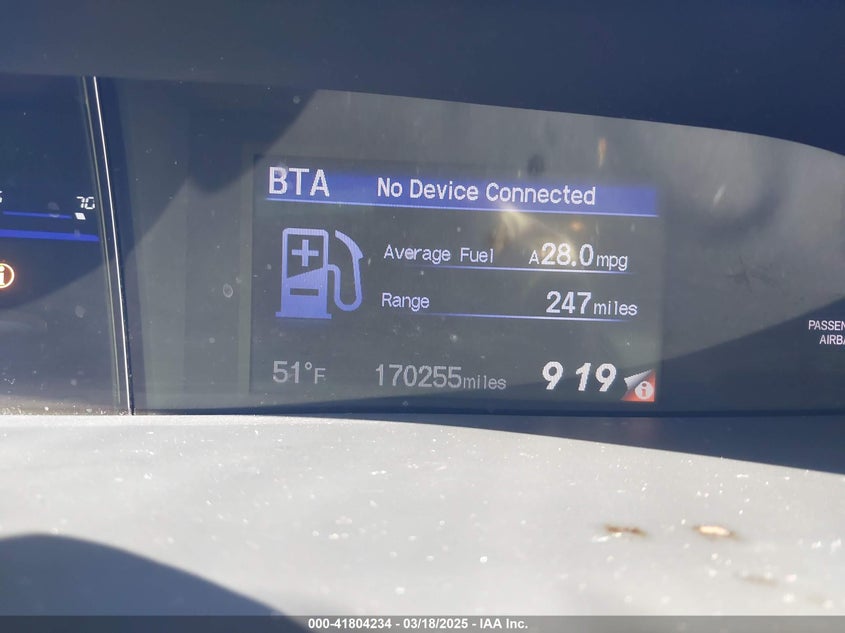 BTA No Device Connected
70
Average Fuel A28.0mpg
Range 247miles
51°F 170255miles 9 19
000-41804234 - 03/18/2025 - IAA Inc.